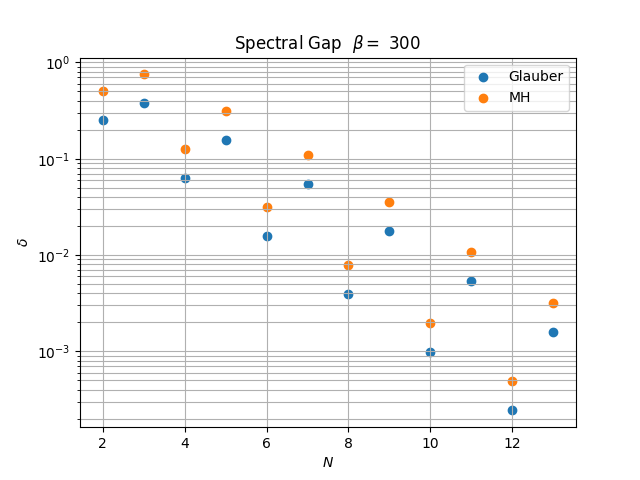 Spectral Gap β = 300
Glauber
MH
10⁰
10⁻¹
10⁻²
10⁻³
δ
2 4 6 8 10 12
N